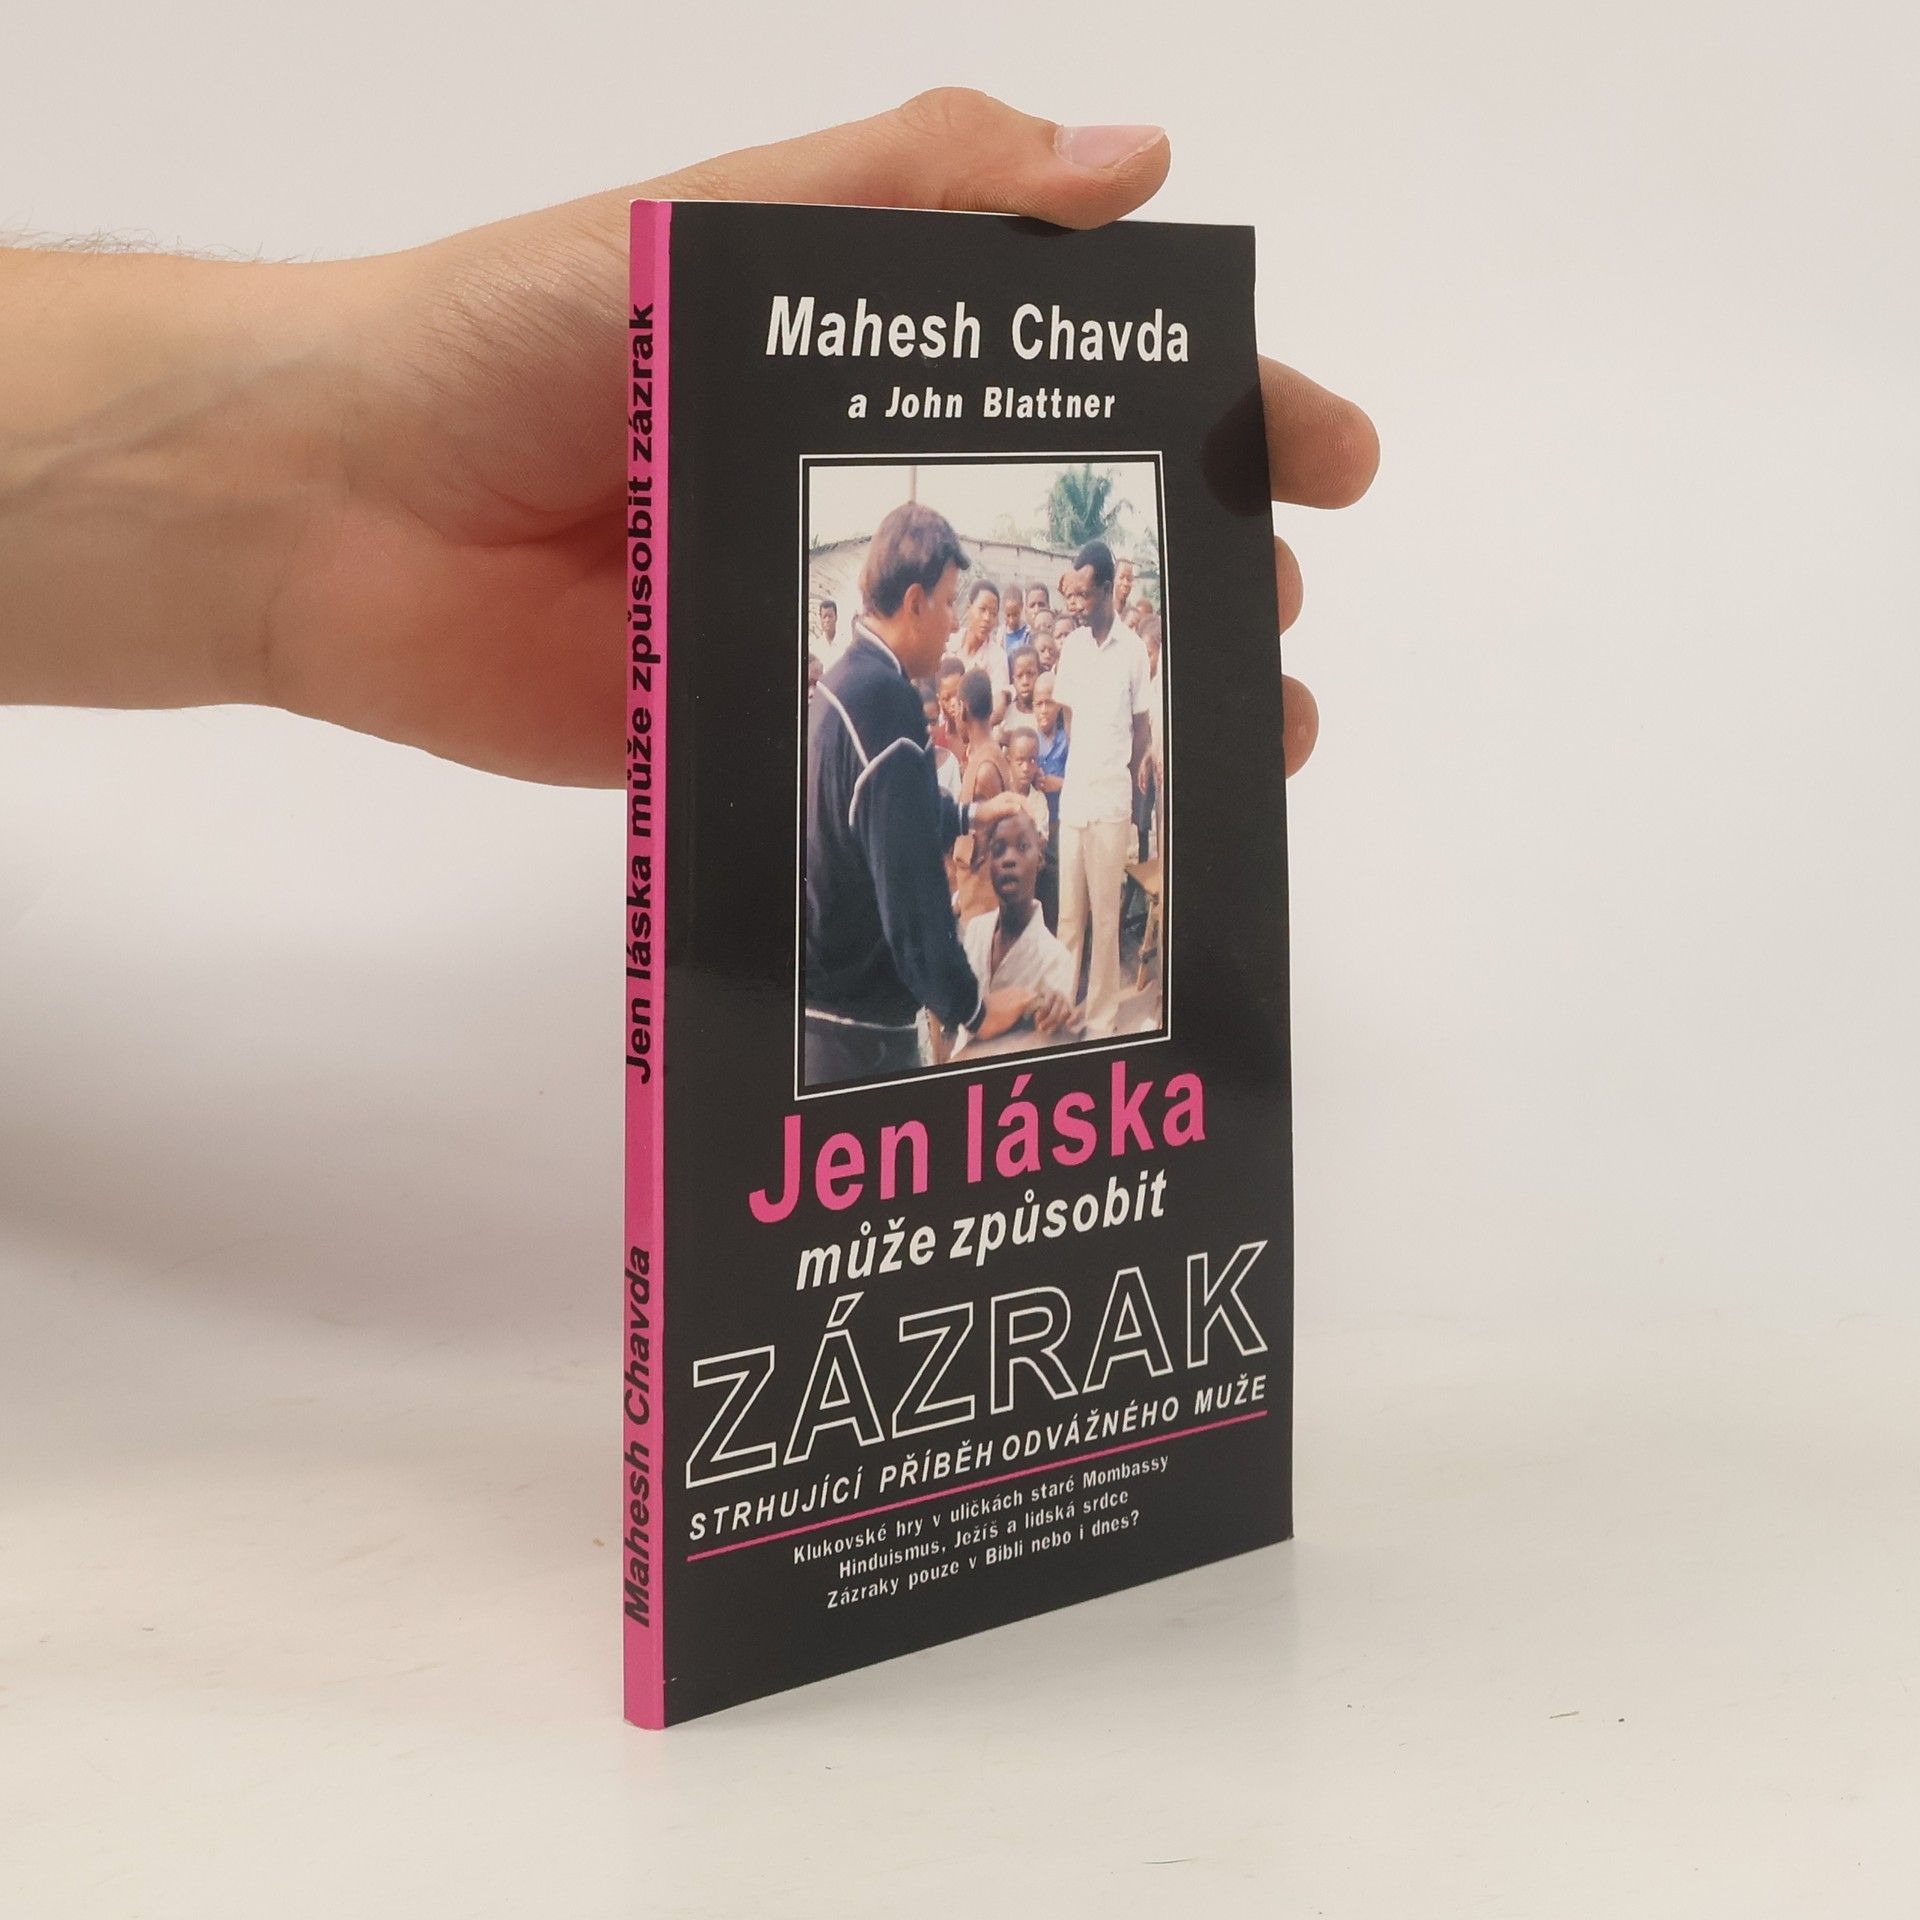 Mahesh Chavda
a John Blattner
Jen láska
může způsobit
ZÁZRAK
STRHUJÍCÍ PŘÍBĚH ODVÁŽNÉHO MUŽE
Klukovské hry v uličkách staré Mombassy
Hinduismus, Ježíš a lidská srdce
Zázraky pouze v Bibli nebo i dnes?
Mahesh Chavda Jen láska může způsobit zázrak